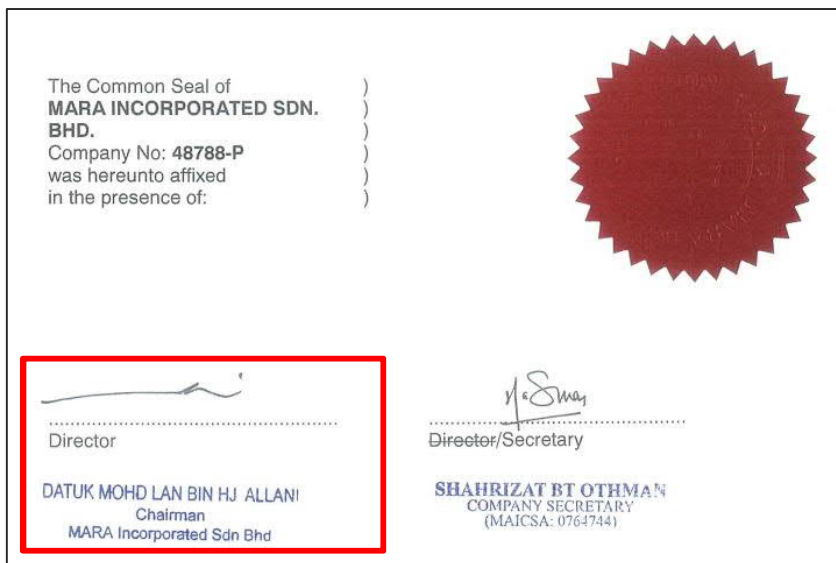 The Common Seal of )
MARA INCORPORATED SDN. )
BHD. )
Company No: 48788-P )
was hereunto affixed )
in the presence of: )
Director
Director/Secretary
DATUK MOHD LAN BIN HJ ALLANI
Chairman
MARA Incorporated Sdn Bhd
SHAHRIZAT BT OTHMAN
COMPANY SECRETARY
(MAICSA: 0764744)